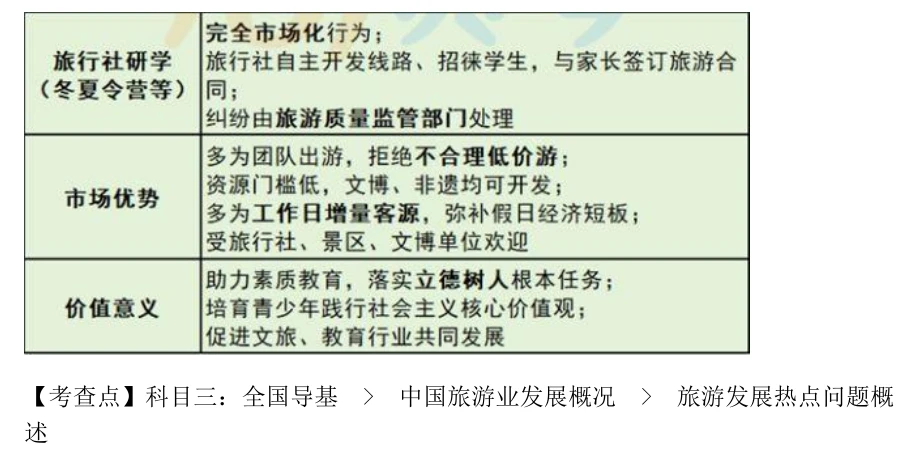 完全市场化行为；
旅行社研学
（冬夏令营等）
旅行社自主开发线路、招徕学生，与家长签订旅游合
同；
纠纷由旅游质量监管部门处理
市场优势
多为团队出游，拒绝不合理低价游；
资源门槛低，文博、非遗均可开发；
多为工作日增量客源，弥补假日经济短板；
受旅行社、景区、文博单位欢迎
价值意义
助力素质教育，落实立德树人根本任务；
培育青少年践行社会主义核心价值观；
促进文旅、教育行业共同发展
【考查点】科目三：全国导基 > 中国旅游业发展概况 > 旅游发展热点问题概
述